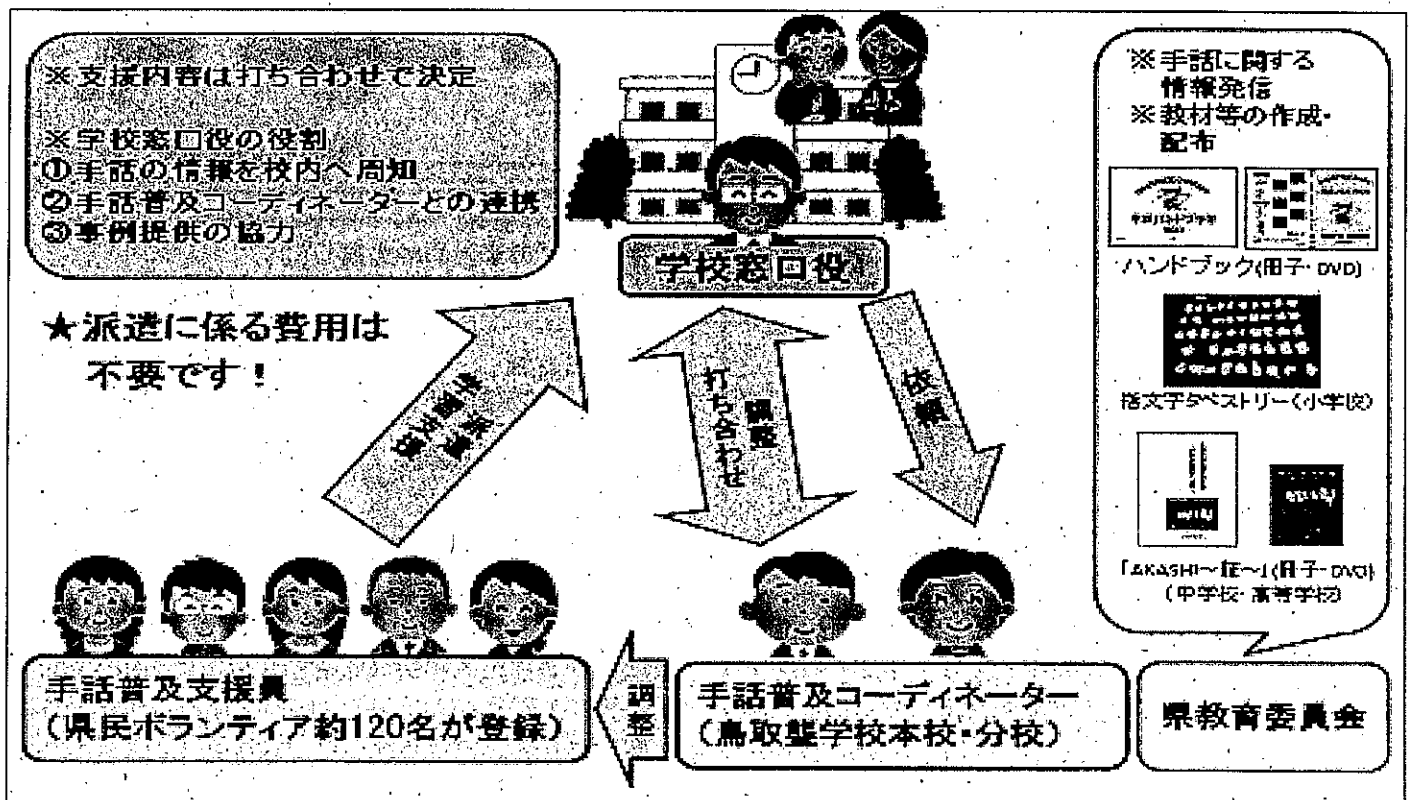 ※支援内容は打ち合わせで決定
※学校窓口役の役割
①手話の情報を校内へ周知
②手話普及コーディネーターとの連携
③事例提供の協力
学校窓口役
※手話に関する
情報発信
※教材等の作成・
配布
ハンドブック(冊子・DVD)
指文字タペストリー(小学校)
「AKASHI～証～」(冊子・DVD)
(中学校・高等学校)
★派遣に係る費用は
不要です!
打ち合わせ
調整
依頼
手話普及支援員
(県民ボランティア約120名が登録)
調整
手話普及コーディネーター
(鳥取聾学校本校・分校)
県教育委員会